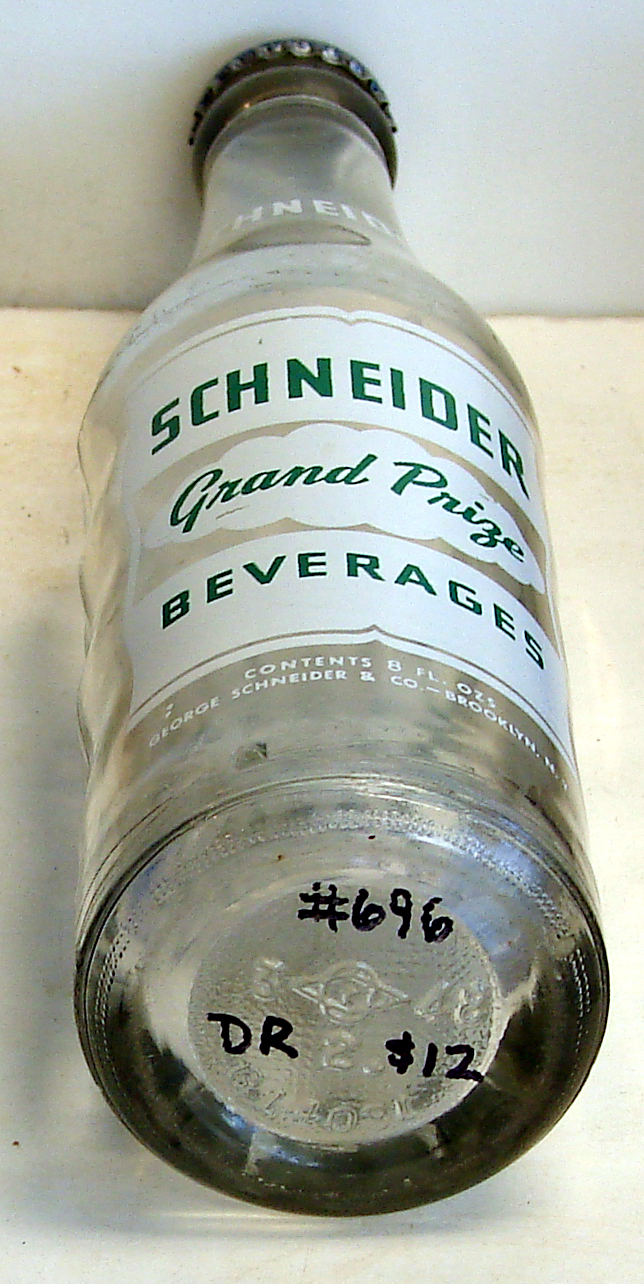 SCHNEIDER
Grand Prize
BEVERAGES
CONTENTS 8 FL. OZS
GEORGE SCHNEIDER & CO.—BROOKLYN, N.Y.
#696
DR $12